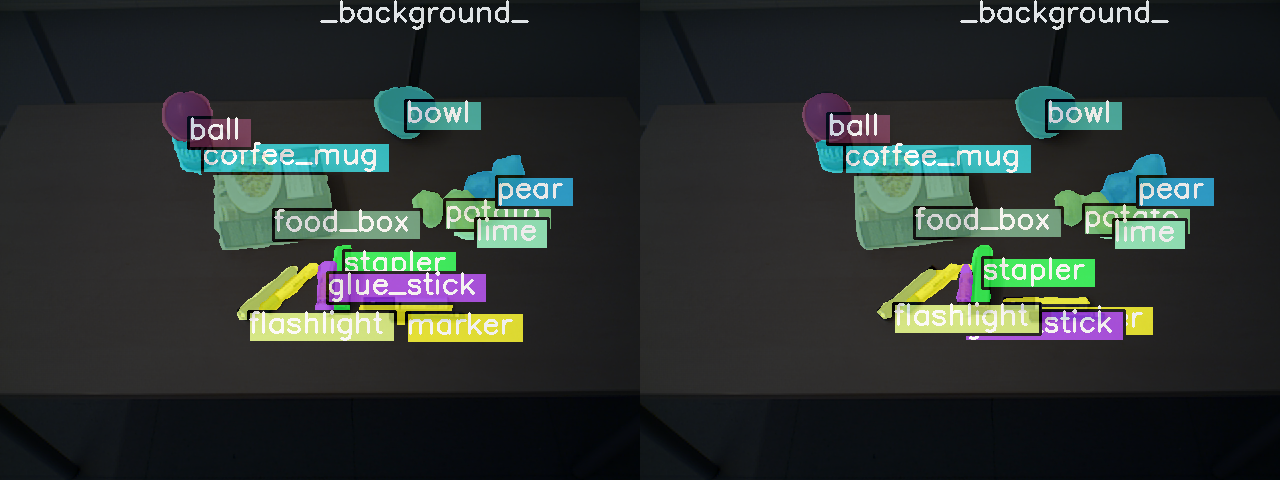 _background_
ball
bowl
coffee_mug
pear
potato
food_box
lime
stapler
glue_stick
flashlight
marker
_background_
ball
bowl
coffee_mug
pear
potato
food_box
lime
stapler
flashlight
stick